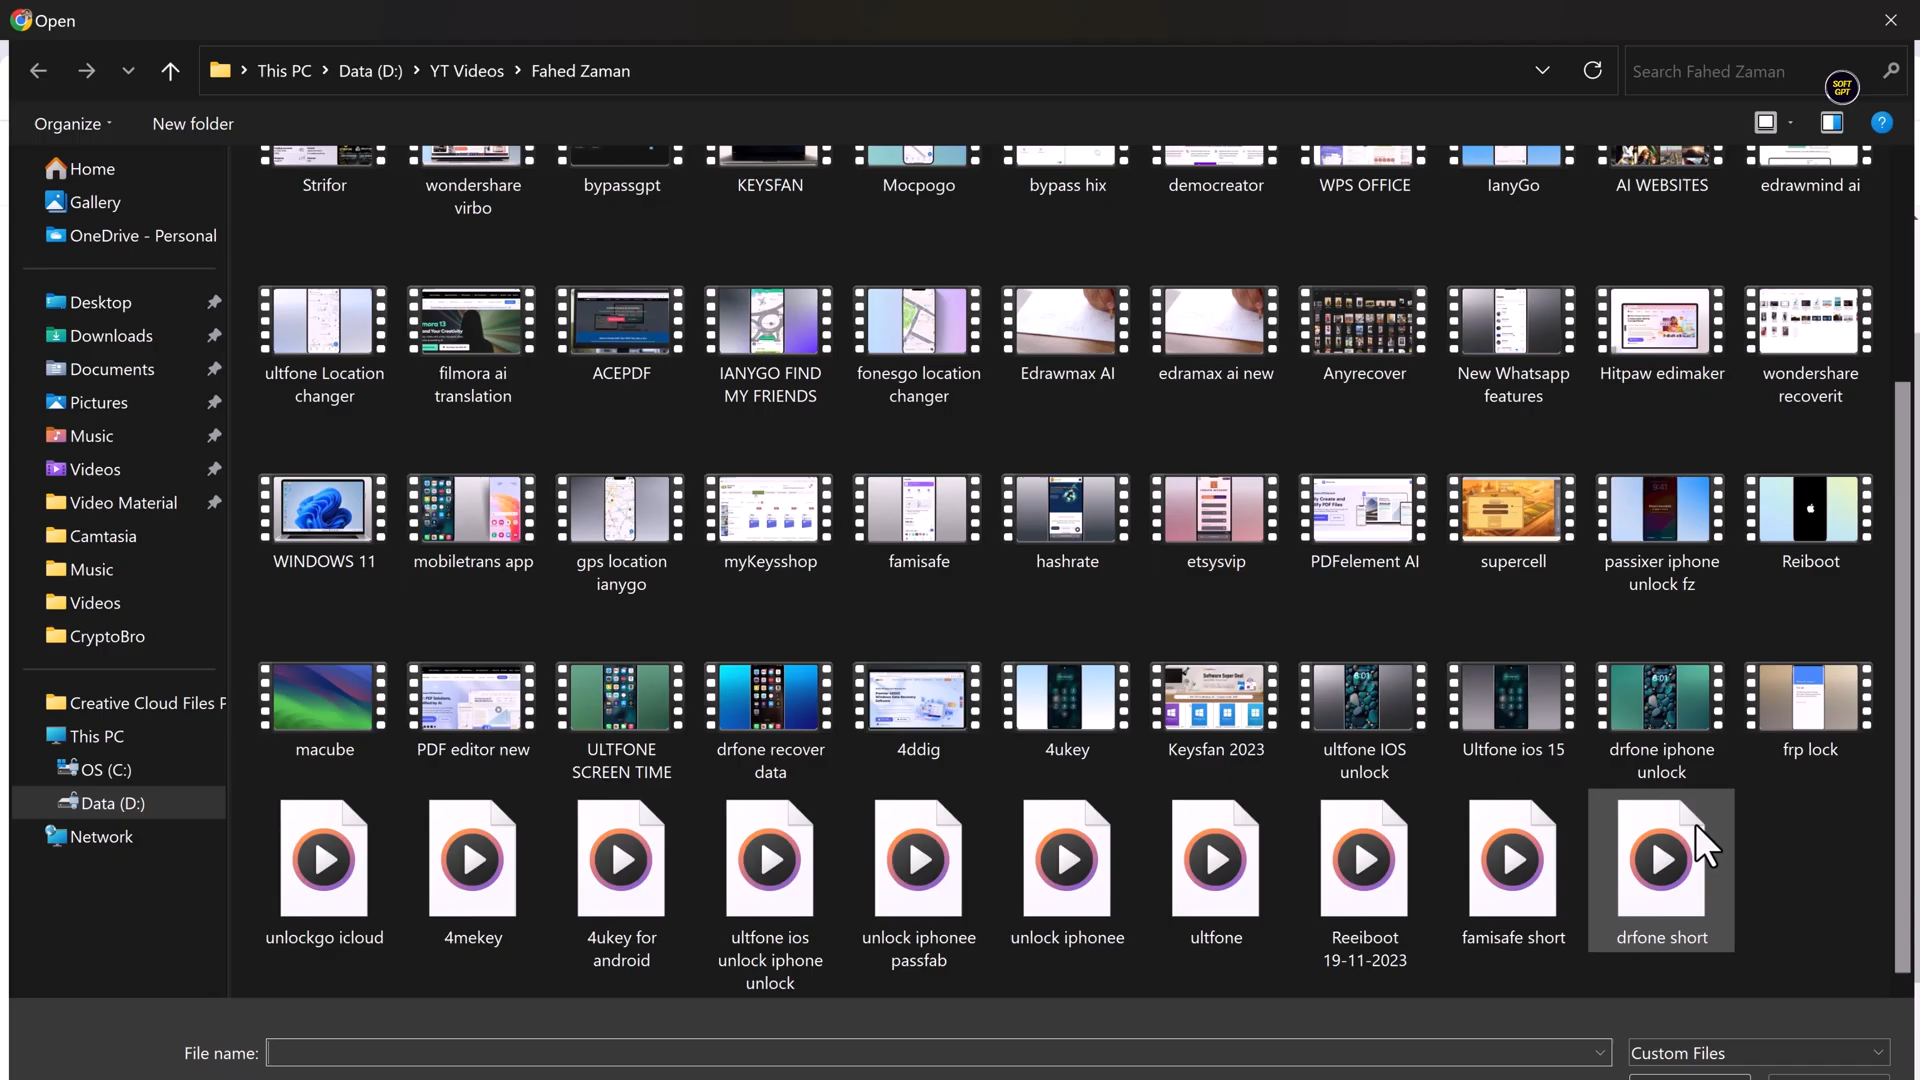 Open
This PC > Data (D:) > YT Videos > Fahed Zaman
Search Fahed Zaman
SOFT
GPT
Organize
New folder
Home
Gallery
OneDrive - Personal
Desktop
Downloads
Documents
Pictures
Music
Videos
Video Material
Camtasia
Music
Videos
CryptoBro
Creative Cloud Files P
This PC
OS (C:)
Data (D:)
Network
Strifor
wondershare
virbo
bypassgpt
KEYSFAN
Mocpogo
bypass hix
democreator
WPS OFFICE
IanyGo
AI WEBSITES
edrawmind ai
ultfone Location
changer
filmora ai
translation
ACEPDF
IANYGO FIND
MY FRIENDS
fonesgo location
changer
Edrawmax AI
edramax ai new
Anyrecover
New Whatsapp
features
Hitpaw edimaker
wondershare
recoverit
WINDOWS 11
mobiletrans app
gps location
ianygo
myKeysshop
famisafe
hashrate
etsysvip
PDFelement AI
supercell
passixer iphone
unlock fz
Reiboot
macube
PDF editor new
ULTFONE
SCREEN TIME
drfone recover
data
4ddig
4ukey
Keysfan 2023
ultfone IOS
unlock
Ultfone ios 15
drfone iphone
unlock
frp lock
unlockgo icloud
4mekey
4ukey for
android
ultfone ios
unlock iphone
unlock
unlock iphonee
passfab
unlock iphonee
ultfone
Reeiboot
19-11-2023
famisafe short
drfone short
File name:
Custom Files